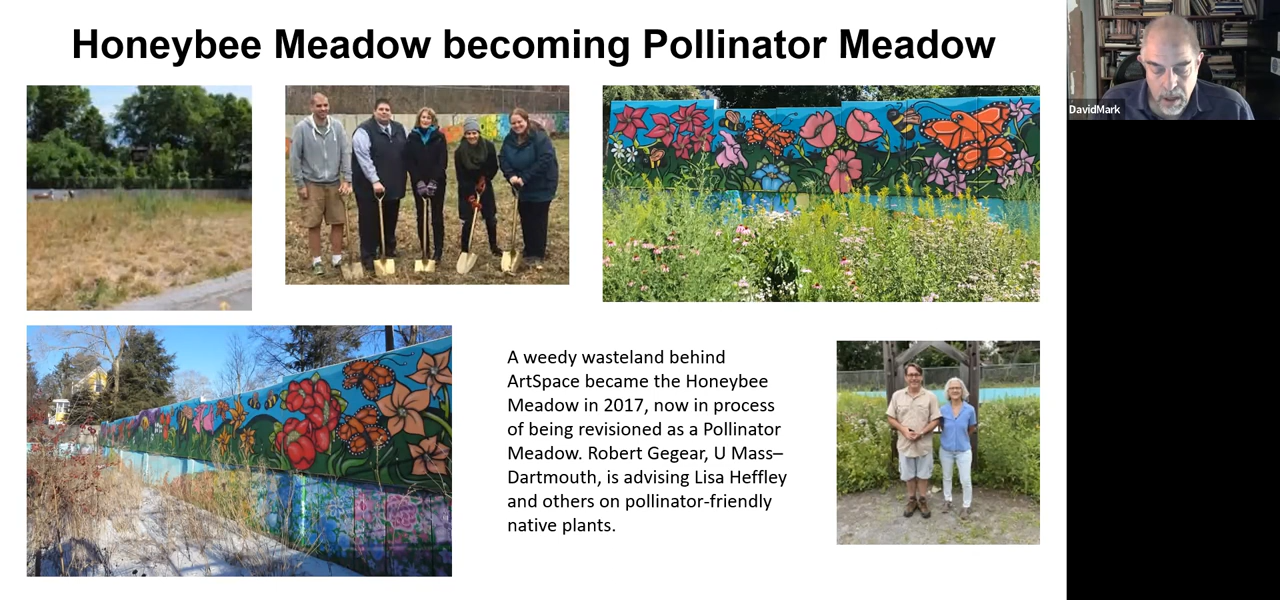 Honeybee Meadow becoming Pollinator Meadow
DavidMark
A weedy wasteland behind
ArtSpace became the Honeybee
Meadow in 2017, now in process
of being revisioned as a Pollinator
Meadow. Robert Gegear, U Mass–
Dartmouth, is advising Lisa Heffley
and others on pollinator-friendly
native plants.